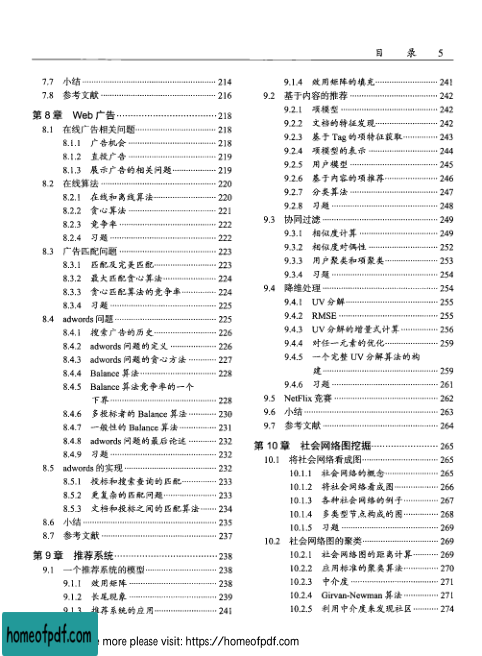 目 录 5
7.7 小结 214
7.8 参考文献 216
第 8 章 Web 广告 218
8.1 在线广告相关问题 218
8.1.1 广告机会 218
8.1.2 直投广告 219
8.1.3 展示广告的相关问题 219
8.2 在线算法 220
8.2.1 在线和离线算法 220
8.2.2 贪心算法 221
8.2.3 竞争率 222
8.2.4 习题 222
8.3 广告匹配问题 223
8.3.1 匹配及完美匹配 223
8.3.2 最大匹配贪心算法 224
8.3.3 贪心匹配算法的竞争率 224
8.3.4 习题 225
8.4 adwords 问题 225
8.4.1 搜索广告的历史 226
8.4.2 adwords 问题的定义 226
8.4.3 adwords 问题的贪心方法 227
8.4.4 Balance 算法 228
8.4.5 Balance 算法竞争率的一个
下界 228
8.4.6 多投标者的 Balance 算法 230
8.4.7 一般性的 Balance 算法 231
8.4.8 adwords 问题的最后论述 232
8.4.9 习题 232
8.5 adwords 的实现 232
8.5.1 投标和搜索查询的匹配 233
8.5.2 更复杂的匹配问题 233
8.5.3 文档和投标之间的匹配算法 234
8.6 小结 235
8.7 参考文献 237
第 9 章 推荐系统 238
9.1 一个推荐系统的模型 238
9.1.1 效用矩阵 238
9.1.2 长尾现象 239
9.1.3 推荐系统的应用 241
9.1.4 效用矩阵的填充 241
9.2 基于内容的推荐 242
9.2.1 项模型 242
9.2.2 文档的特征发现 242
9.2.3 基于 Tag 的项特征获取 243
9.2.4 项模型的表示 244
9.2.5 用户模型 245
9.2.6 基于内容的项推荐 246
9.2.7 分类算法 247
9.2.8 习题 248
9.3 协同过滤 249
9.3.1 相似度计算 249
9.3.2 相似度对偶性 252
9.3.3 用户聚类和项聚类 253
9.3.4 习题 254
9.4 降维处理 254
9.4.1 UV 分解 255
9.4.2 RMSE 255
9.4.3 UV 分解的增量式计算 256
9.4.4 对任一元素的优化 259
9.4.5 一个完整 UV 分解算法的构
建 259
9.4.6 习题 261
9.5 NetFlix 竞赛 262
9.6 小结 263
9.7 参考文献 264
第 10 章 社会网络图挖掘 265
10.1 将社会网络看成图 265
10.1.1 社会网络的概念 265
10.1.2 将社会网络看成图 266
10.1.3 各种社会网络的例子 267
10.1.4 多类型节点构成的图 268
10.1.5 习题 269
10.2 社会网络图的聚类 269
10.2.1 社会网络图的距离计算 269
10.2.2 应用标准的聚类算法 270
10.2.3 中介度 271
10.2.4 Girvan-Newman 算法 271
10.2.5 利用中介度来发现社区 274
homeofpdf.com
more please visit: https://homeofpdf.com